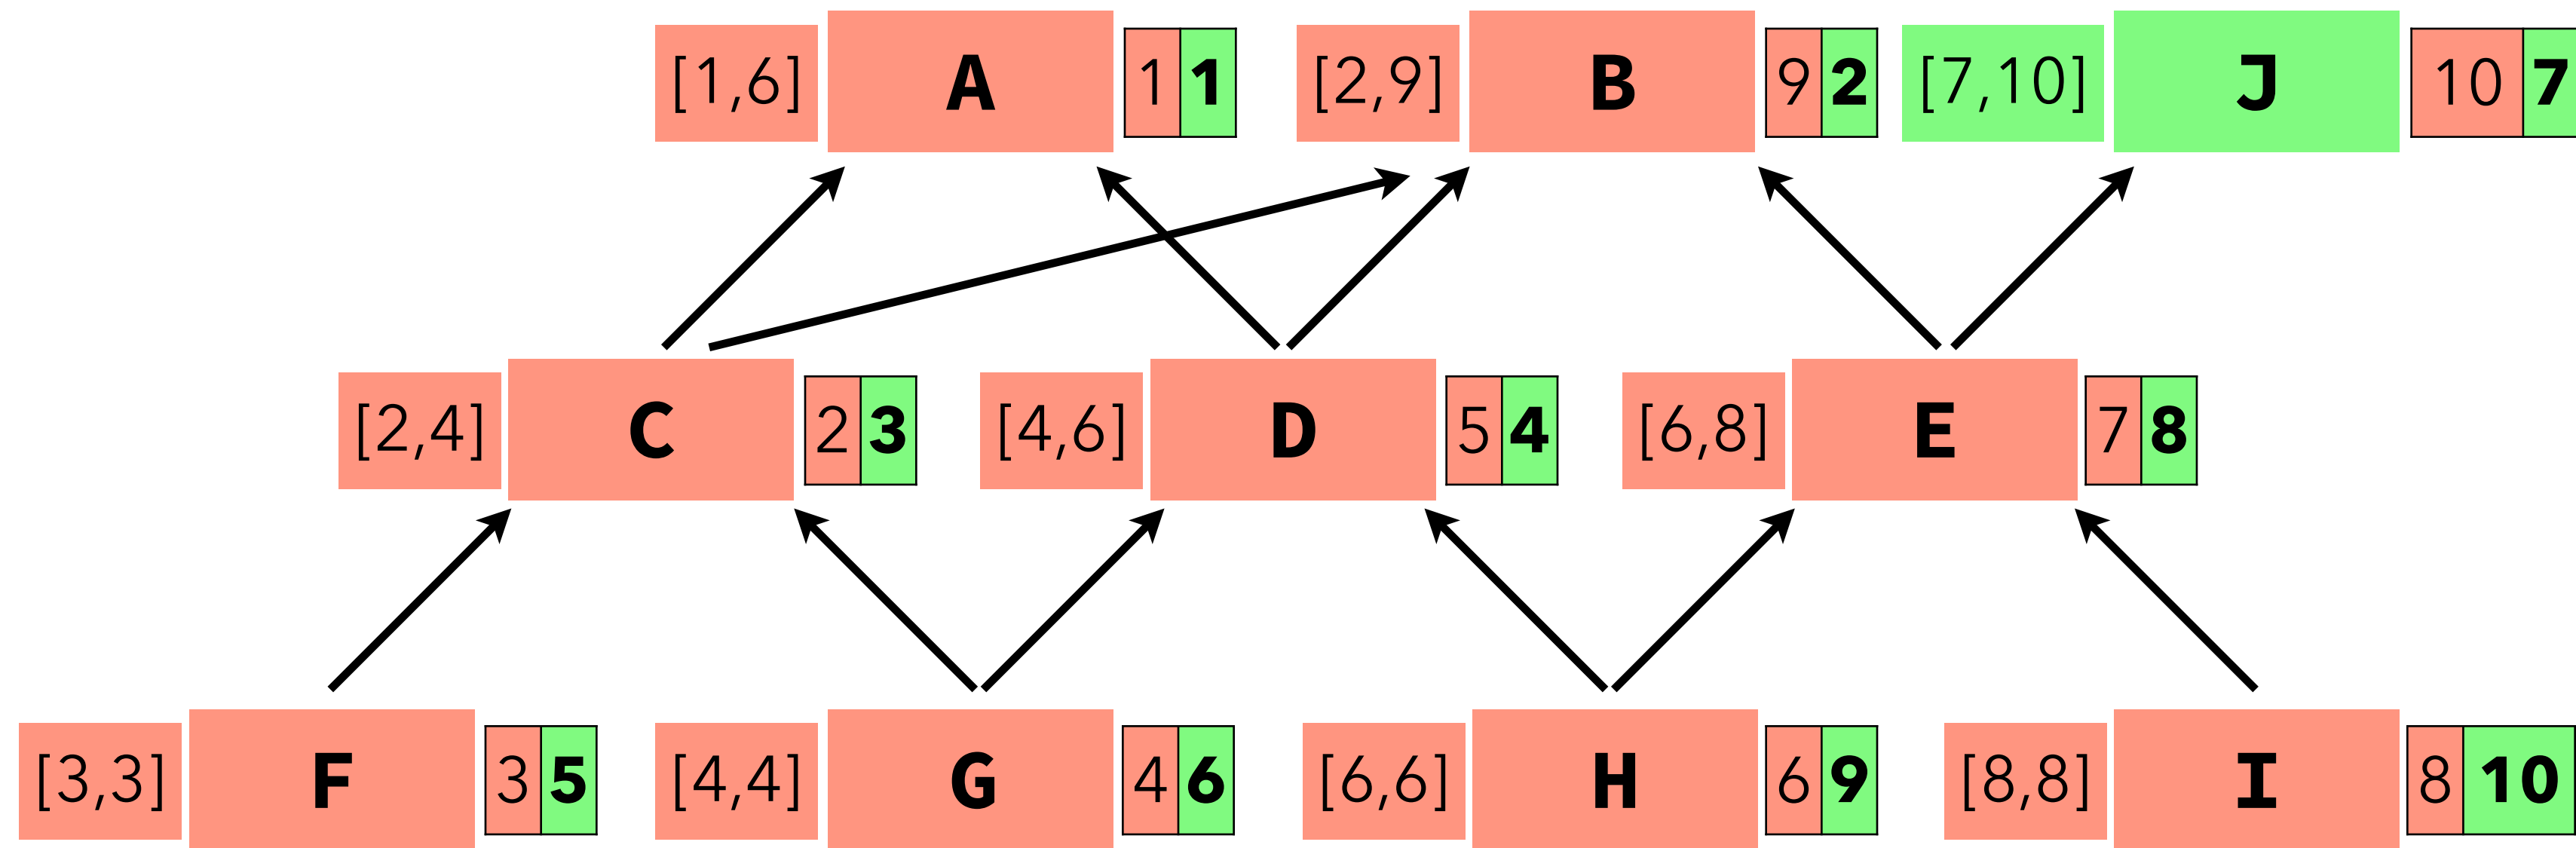 [1,6] A 1 1 [2,9] B 9 2 [7,10] J 10 7
[2,4] C 2 3 [4,6] D 5 4 [6,8] E 7 8
[3,3] F 3 5 [4,4] G 4 6 [6,6] H 6 9 [8,8] I 8 10